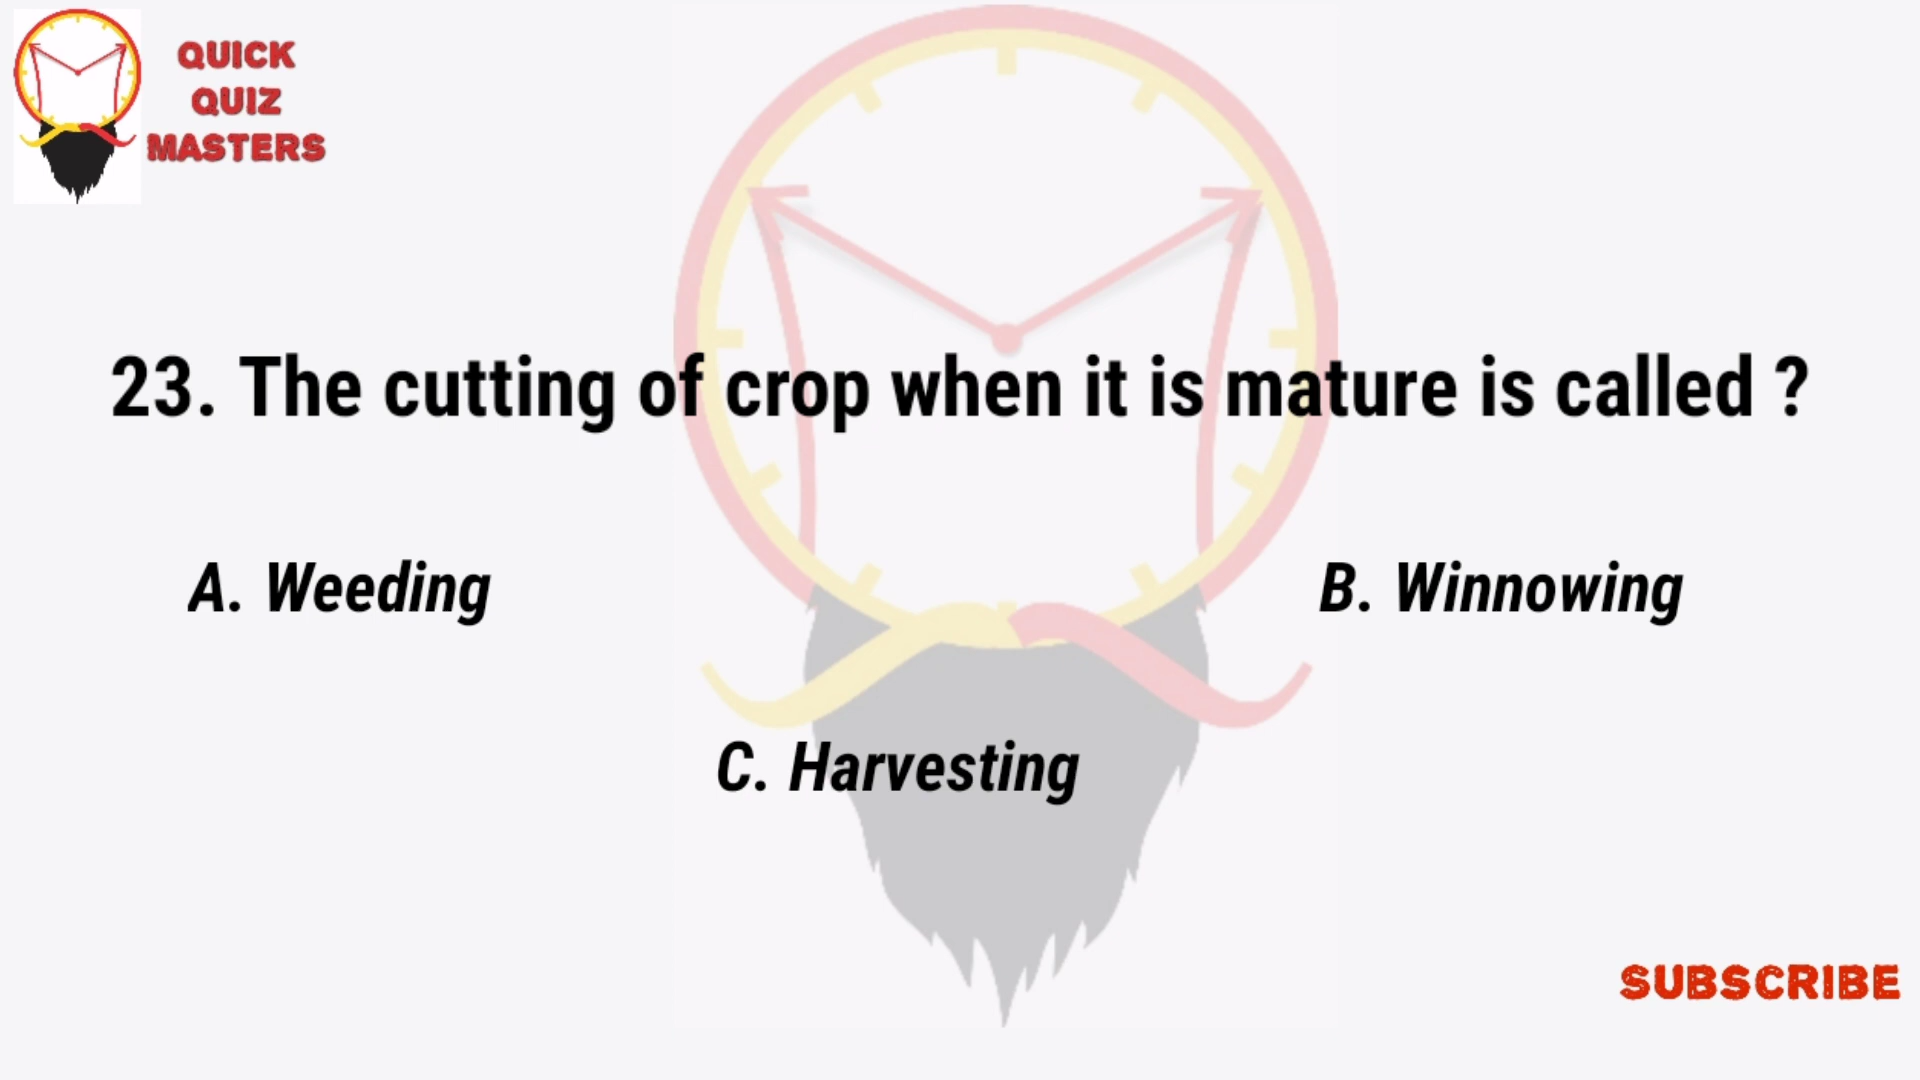 QUICK
QUIZ
MASTERS
23. The cutting of crop when it is mature is called ?
A. Weeding
B. Winnowing
C. Harvesting
SUBSCRIBE